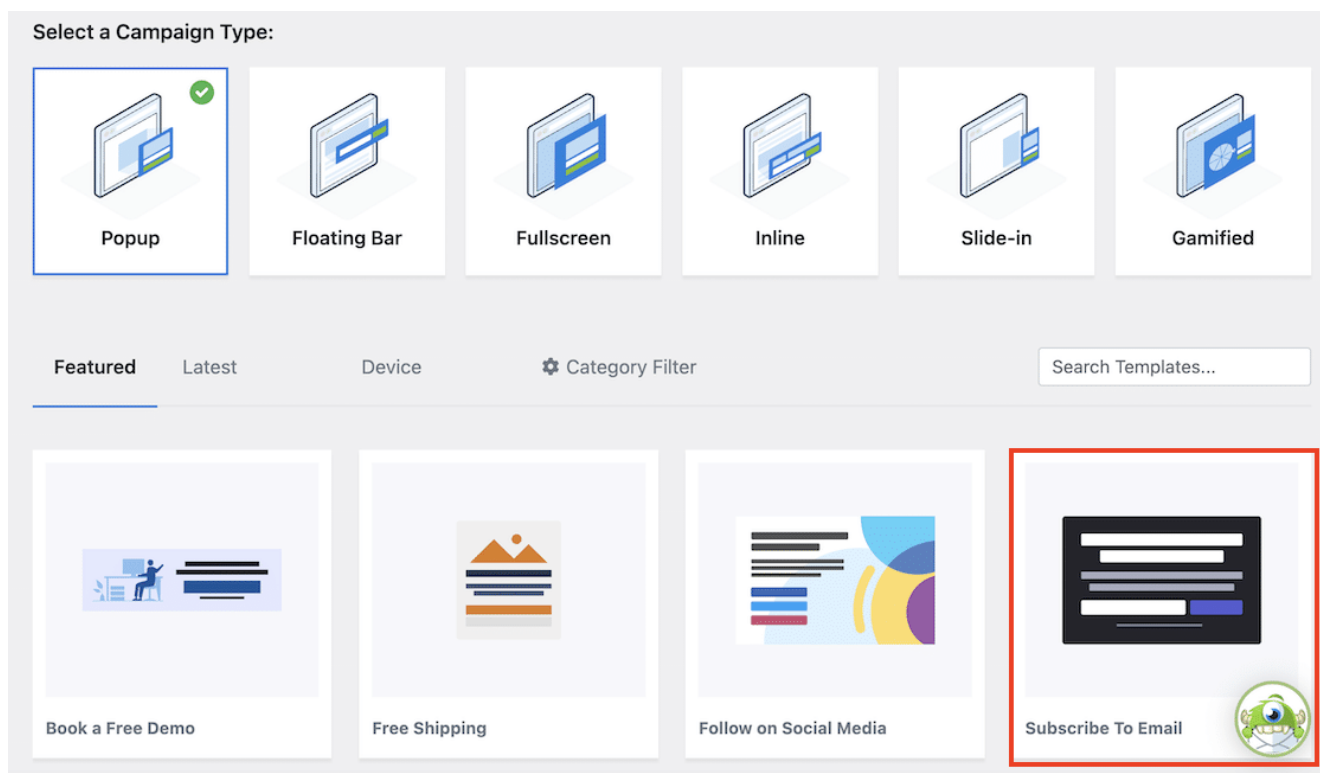 Select a Campaign Type:
Popup Floating Bar Fullscreen Inline Slide-in Gamified
Featured Latest Device Category Filter Search Templates...
Book a Free Demo Free Shipping Follow on Social Media Subscribe To Email